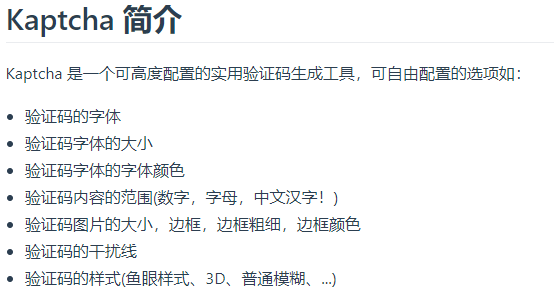 Kaptcha 简介
Kaptcha 是一个可高度配置的实用验证码生成工具，可自由配置的选项如：
• 验证码的字体
• 验证码字体的大小
• 验证码字体的字体颜色
• 验证码内容的范围(数字，字母，中文汉字！)
• 验证码图片的大小，边框，边框粗细，边框颜色
• 验证码的干扰线
• 验证码的样式(鱼眼样式、3D、普通模糊、...)